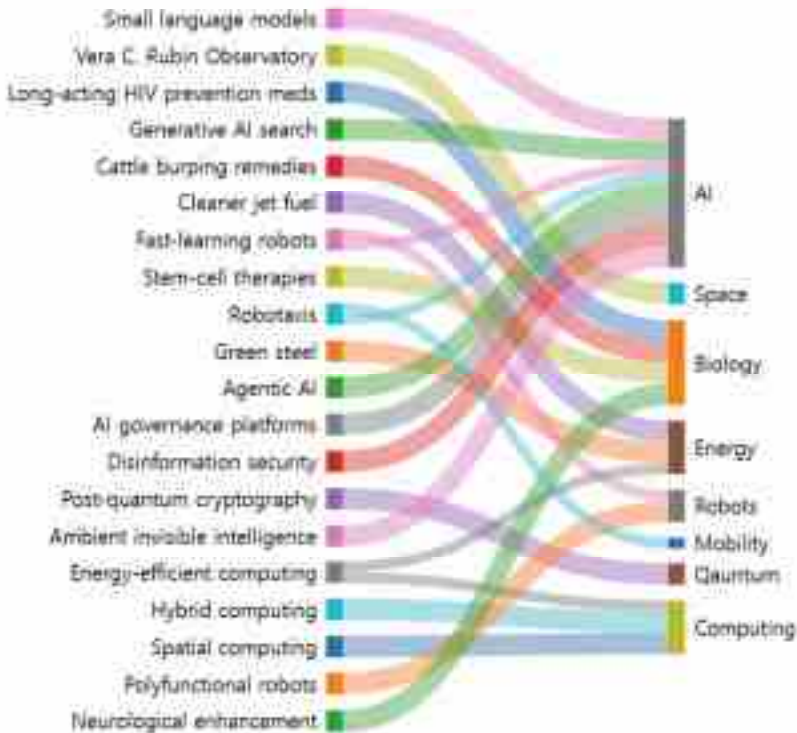 Small language models
Vera C. Rubin Observatory
Long-acting HIV prevention meds
Generative AI search
Cattle burping remedies
Cleaner jet fuel
Fast-learning robots
Stem-cell therapies
Robotaxis
Green steel
Agentic AI
AI governance platforms
Disinformation security
Post-quantum cryptography
Ambient invisible intelligence
Energy-efficient computing
Hybrid computing
Spatial computing
Polyfunctional robots
Neurological enhancement
AI
Space
Biology
Energy
Robots
Mobility
Qauntum
Computing